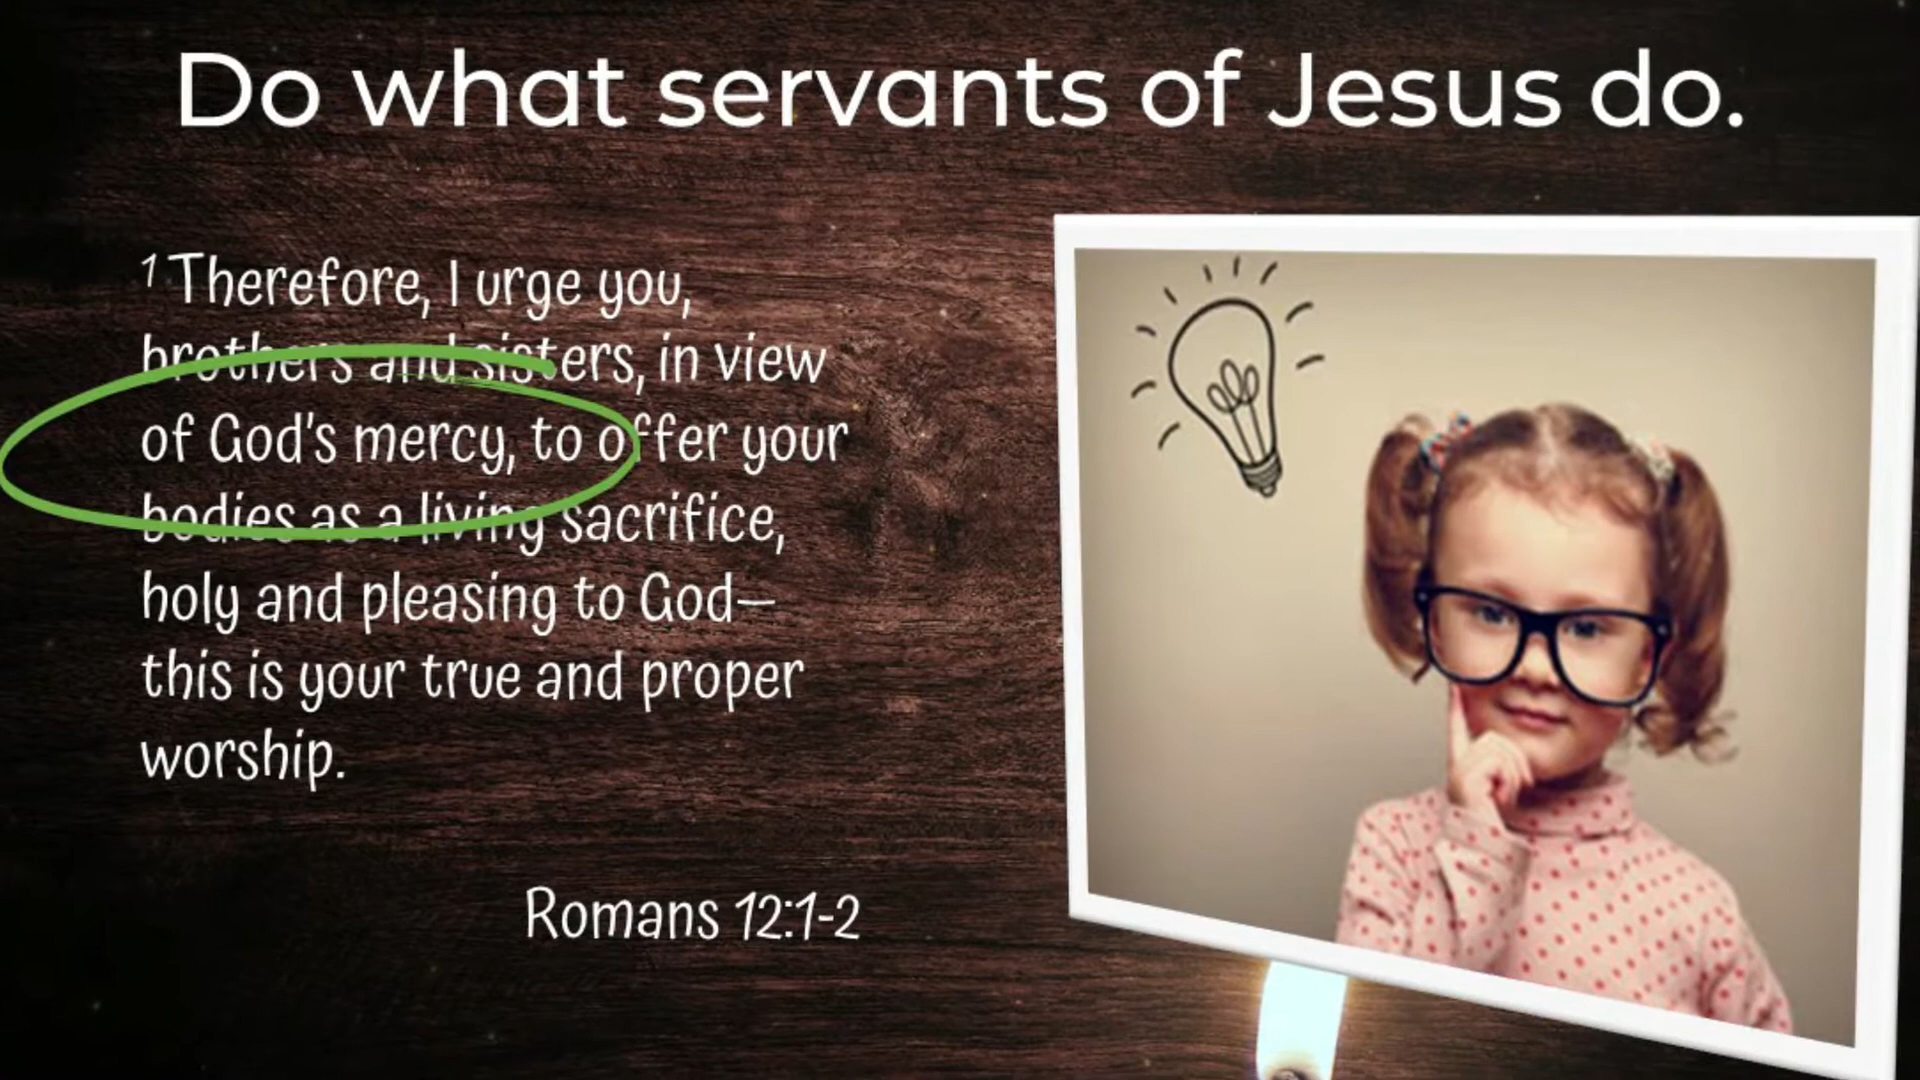 Do what servants of Jesus do.
1 Therefore, I urge you,
brothers and sisters, in view
of God's mercy, to offer your
bodies as a living sacrifice,
holy and pleasing to God—
this is your true and proper
worship.
Romans 12:1-2